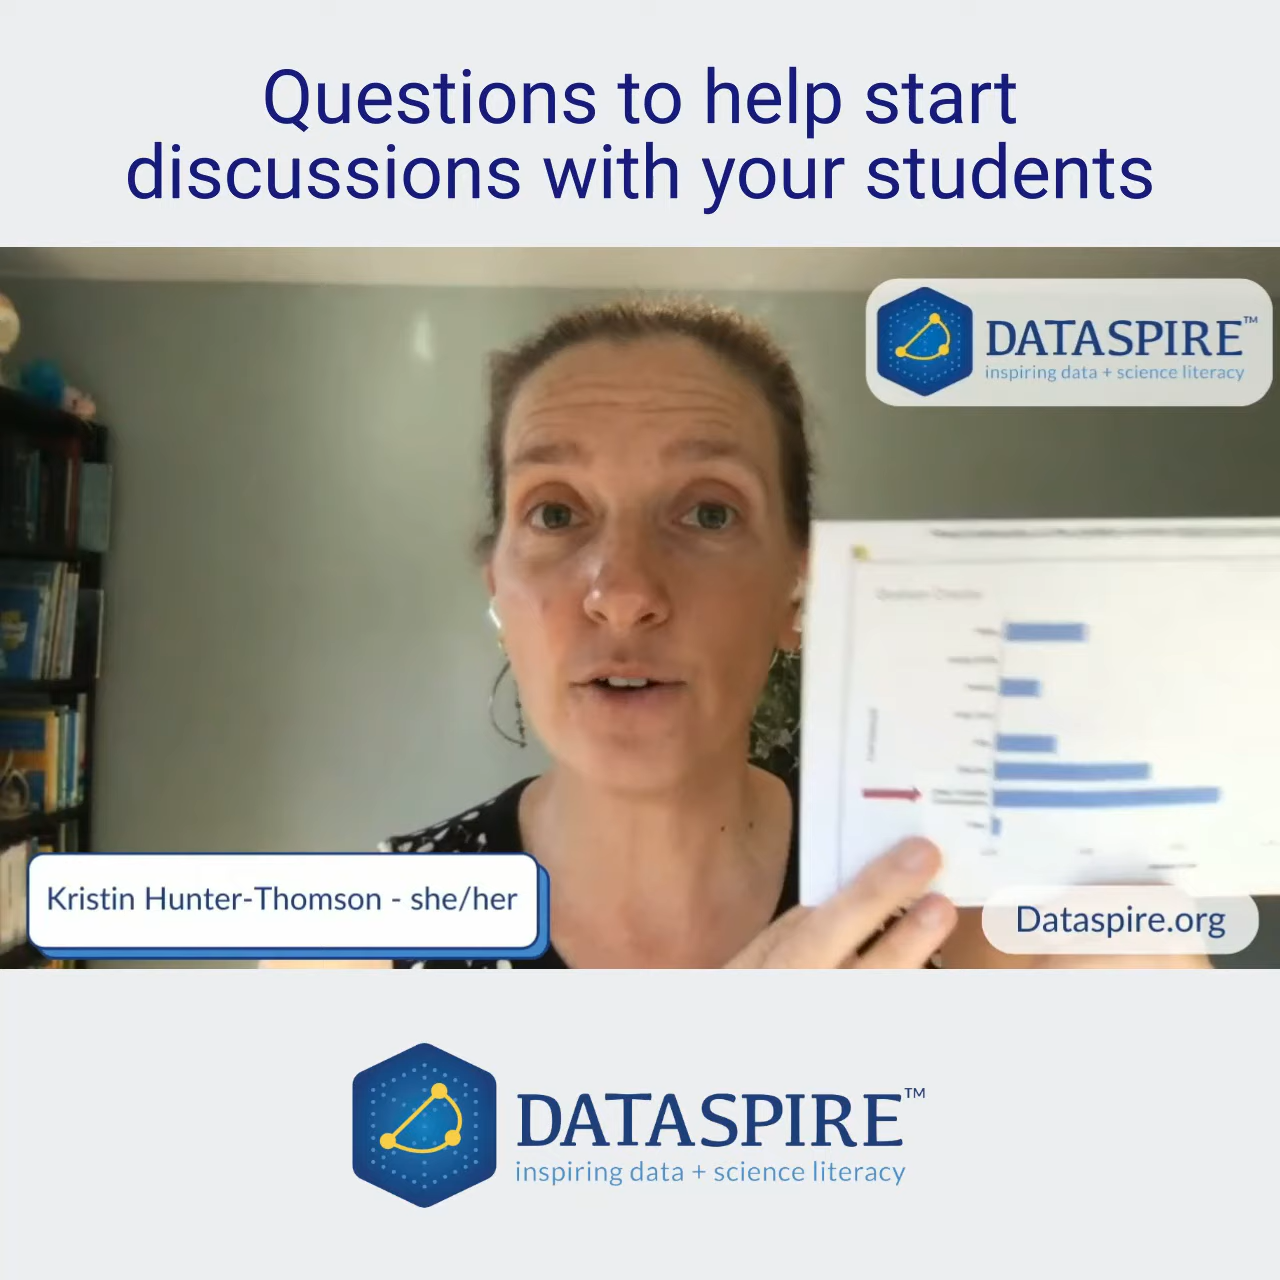 Questions to help start
discussions with your students
DATASPIRE™
inspiring data + science literacy
Kristin Hunter-Thomson - she/her
Dataspire.org
DATASPIRE™
inspiring data + science literacy